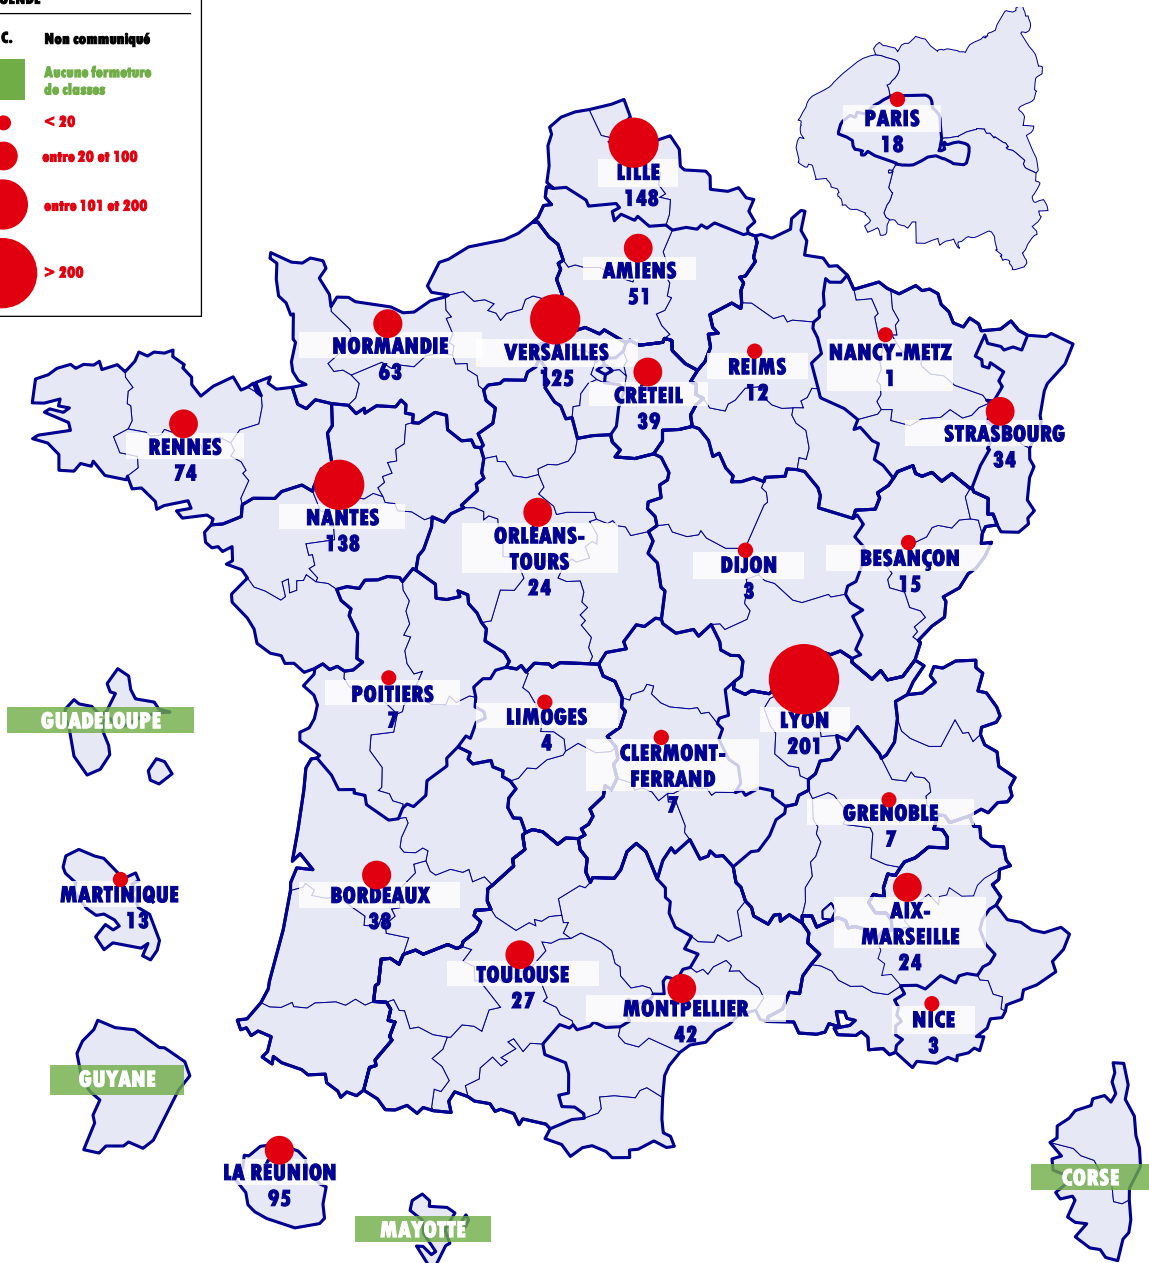 C. Non communiqué
Aucune fermeture
de classes
< 20
entre 20 et 100
entre 101 et 200
> 200
PARIS
18
LILLE
148
AMIENS
51
NORMANDIE
63
VERSAILLES
125
CRÉTEIL
39
REIMS
12
NANCY-METZ
1
STRASBOURG
34
RENNES
74
NANTES
138
ORLÉANS-
TOURS
24
DIJON
3
BESANÇON
15
POITIERS
7
LIMOGES
4
CLERMONT-
FERRAND
7
LYON
201
GRENOBLE
7
GUADELOUPE
MARTINIQUE
13
BORDEAUX
38
TOULOUSE
27
MONTPELLIER
42
AIX-
MARSEILLE
24
NICE
3
GUYANE
LA RÉUNION
95
MAYOTTE
CORSE